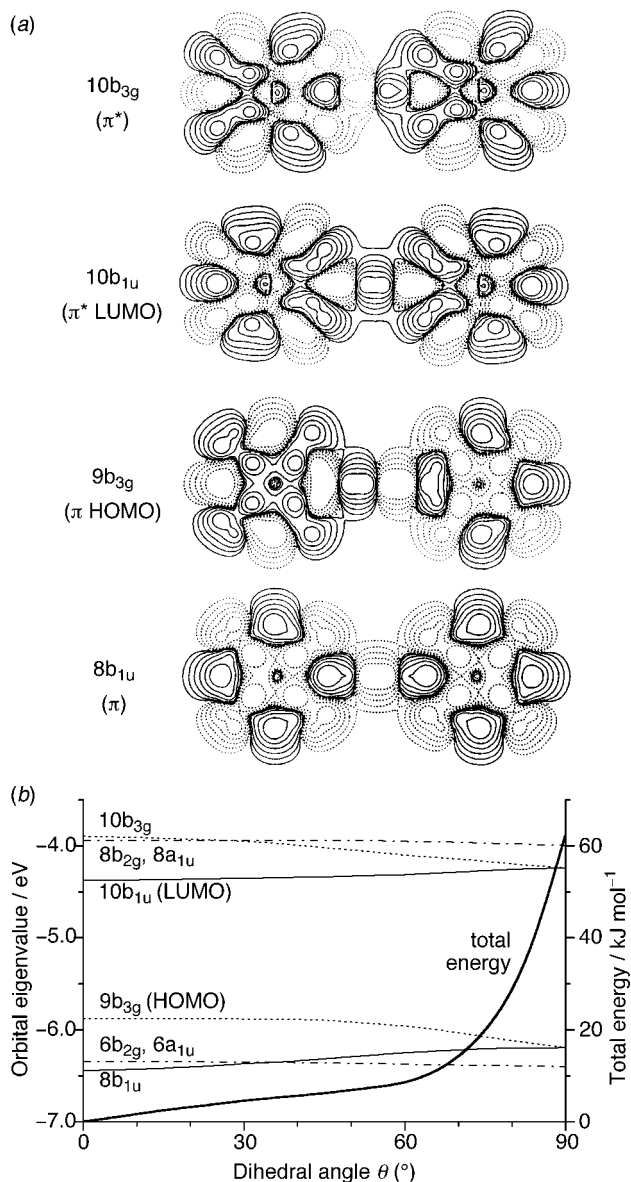 (a)
10b₃g
(π*)
10b₁u
(π* LUMO)
9b₃g
(π HOMO)
8b₁u
(π)
(b)
Orbital eigenvalue / eV
-4.0
-5.0
-6.0
-7.0
10b₃g
8b₂g, 8a₁u
10b₁u (LUMO)
total
energy
9b₃g (HOMO)
6b₂g, 6a₁u
8b₁u
60
40
20
0
Total energy / kJ mol⁻¹
0
30
60
90
Dihedral angle θ (°)